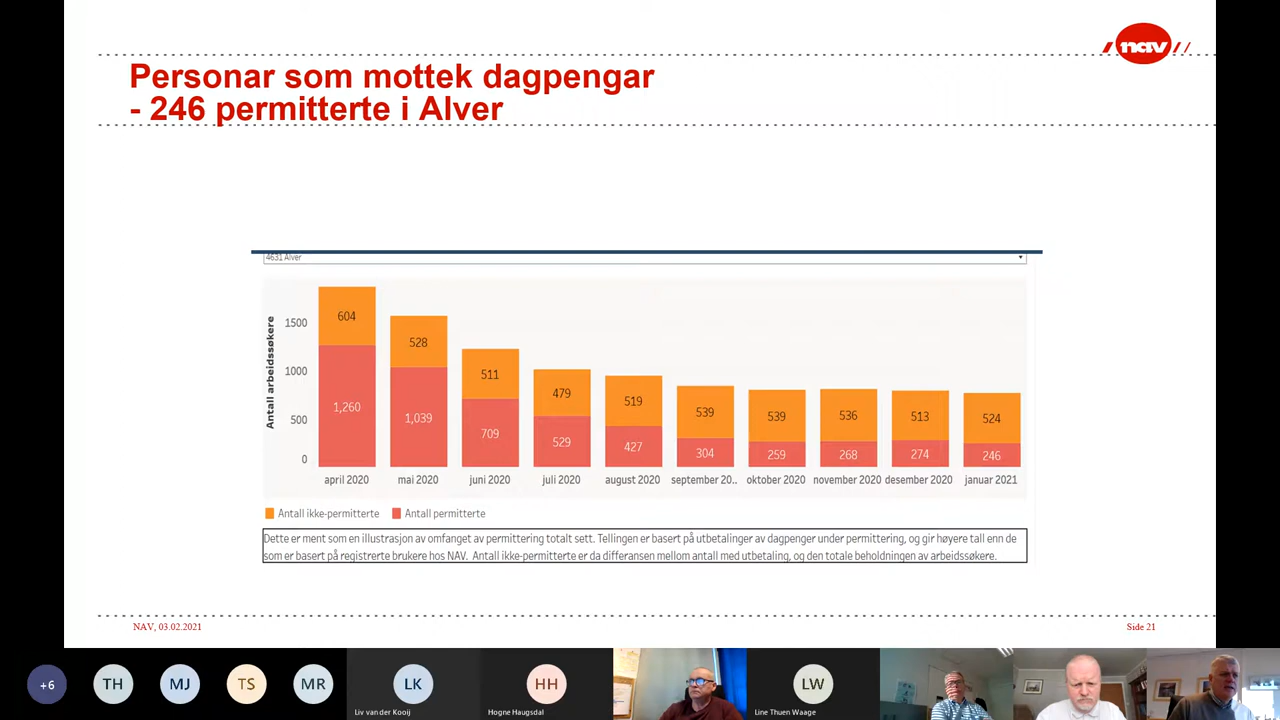 nav
Personar som mottek dagpengar
- 246 permitterte i Alver
4631 Alver
Antall arbeidssøkere
1500
1000
500
0
604
1,260
528
1,039
511
709
479
529
519
427
539
304
539
259
536
268
513
274
524
246
april 2020
mai 2020
juni 2020
juli 2020
august 2020
september 20..
oktober 2020
november 2020
desember 2020
januar 2021
Antall ikke-permitterte
Antall permitterte
Dette er ment som en illustrasjon av omfanget av permittering totalt sett. Tellingen er basert på utbetalinger av dagpenger under permittering, og gir høyere tall enn de
som er basert på registrerte brukere hos NAV. Antall ikke-permitterte er da differansen mellom antall med utbetaling, og den totale beholdningen av arbeidssøkere.
NAV, 03.02.2021
Side 21
+6
TH
MJ
TS
MR
LK
Liv van der Kooij
HH
Hogne Haugsdal
LW
Line Thuen Waage